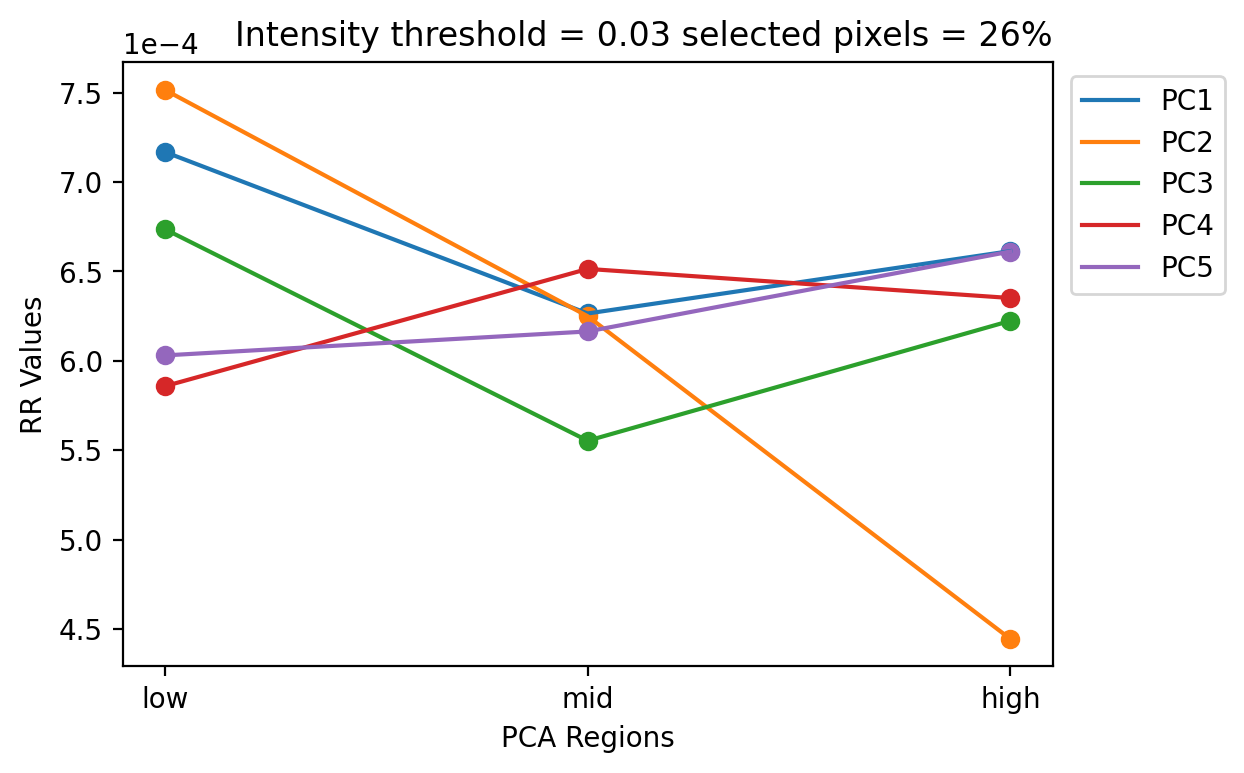 Intensity threshold = 0.03 selected pixels = 26%
1e−4
7.5
7.0
6.5
6.0
5.5
5.0
4.5
RR Values
low
mid
high
PCA Regions
PC1
PC2
PC3
PC4
PC5